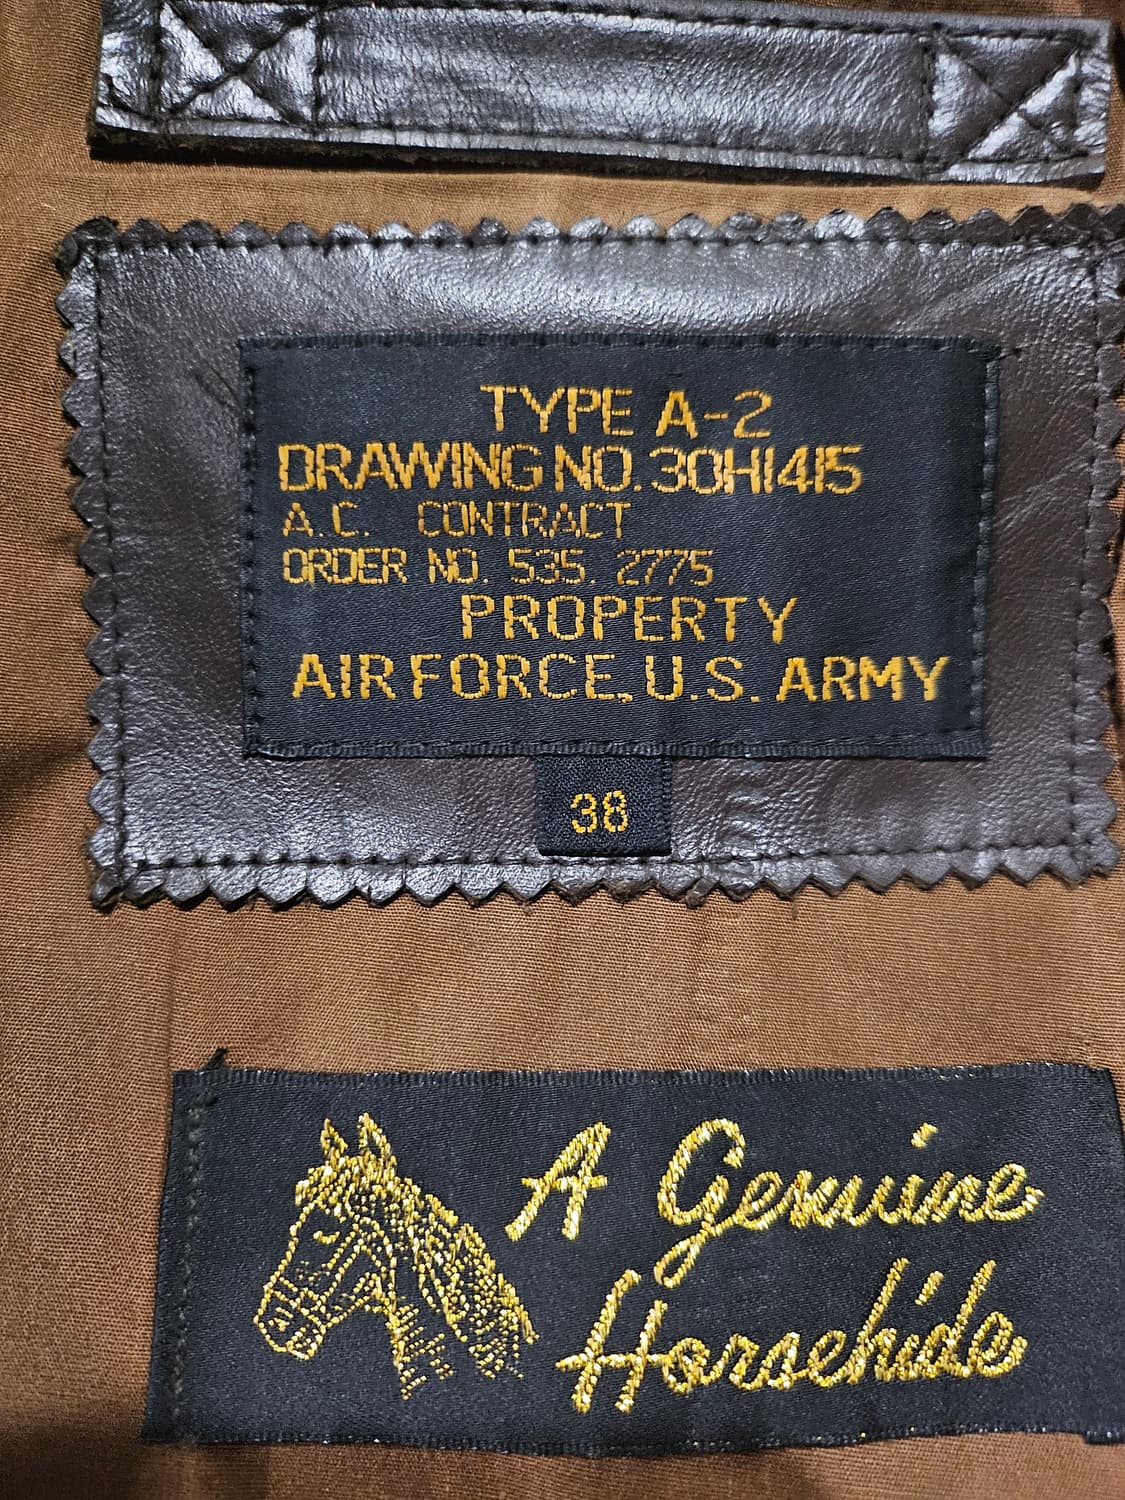 TYPE A-2
DRAWING NO. 30H1415
A.C. CONTRACT
ORDER NO. 535. 2775
PROPERTY
AIR FORCE, U.S. ARMY
38
A Genuine
Horsehide